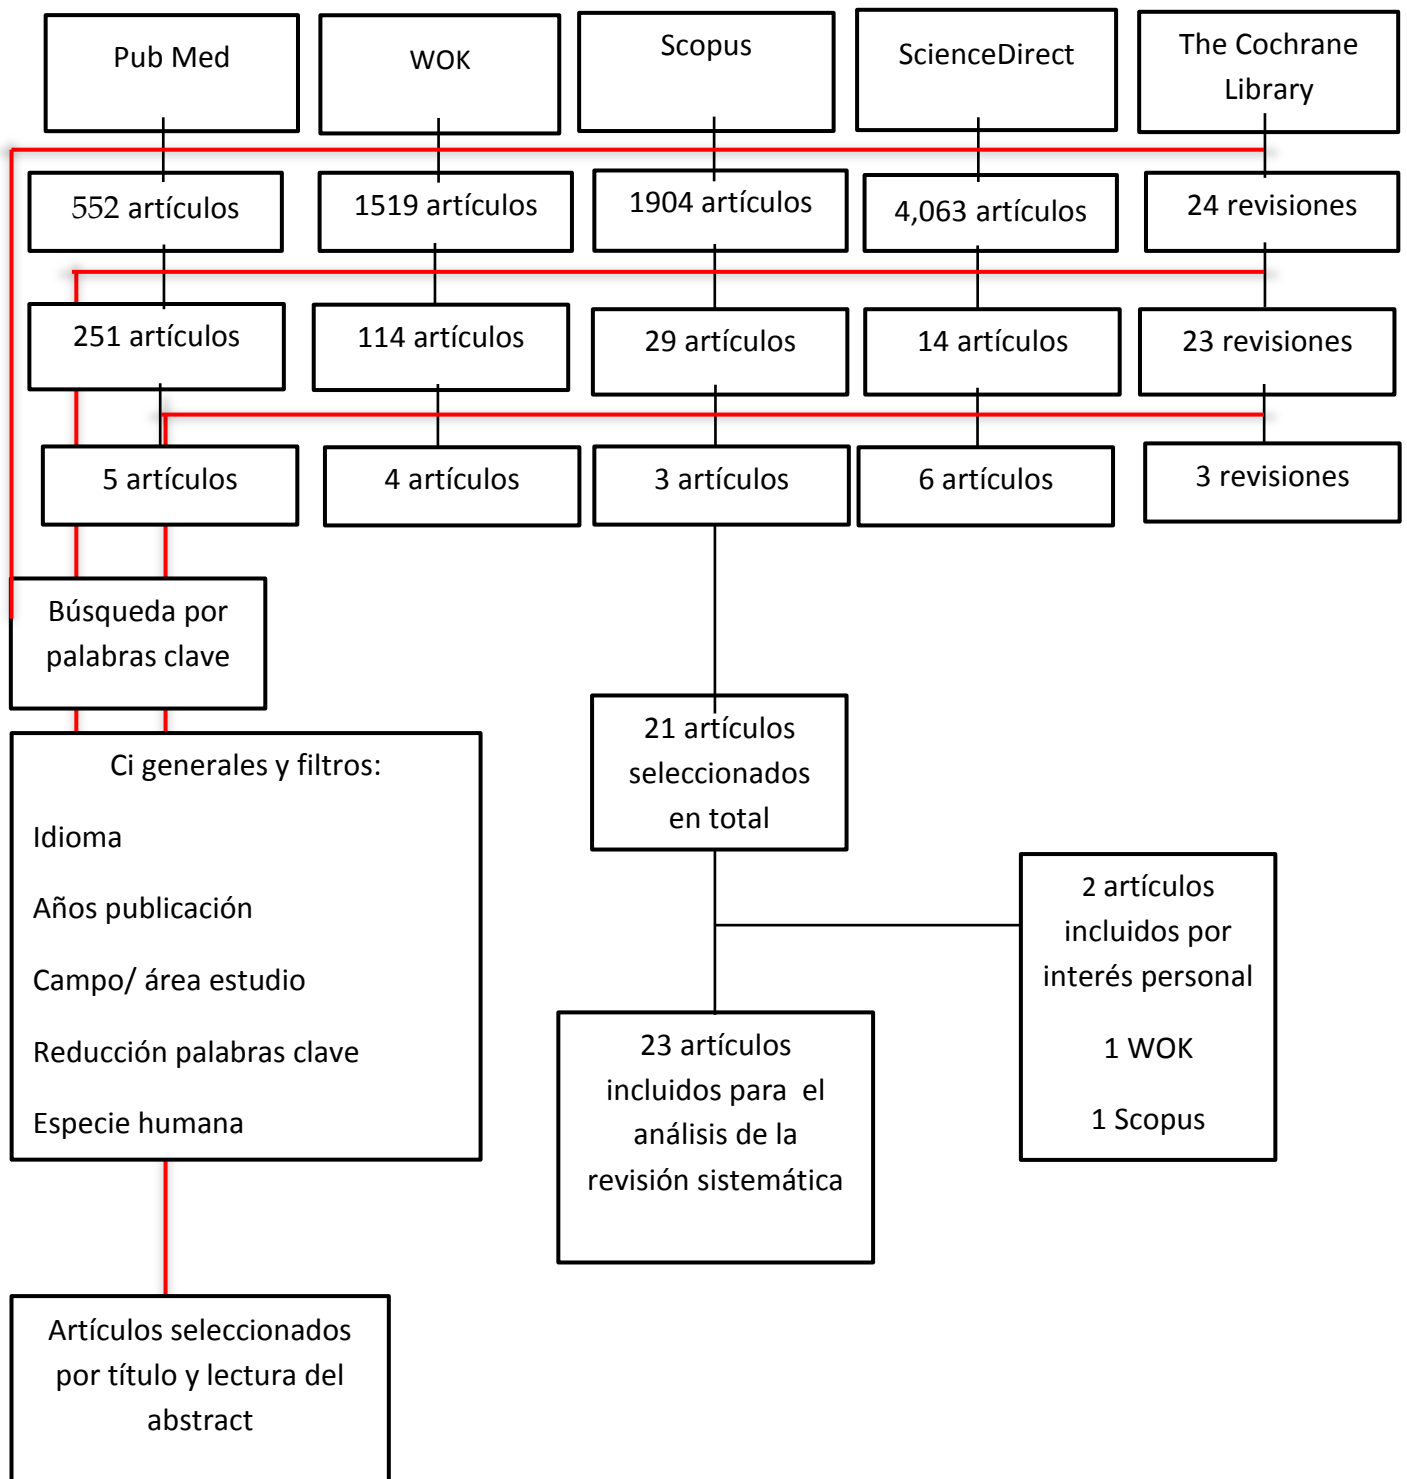 Pub Med
WOK
Scopus
ScienceDirect
The Cochrane
Library
552 artículos
1519 artículos
1904 artículos
4,063 artículos
24 revisiones
251 artículos
114 artículos
29 artículos
14 artículos
23 revisiones
5 artículos
4 artículos
3 artículos
6 artículos
3 revisiones
Búsqueda por
palabras clave
Ci generales y filtros:
Idioma
Años publicación
Campo/ área estudio
Reducción palabras clave
Especie humana
21 artículos
seleccionados
en total
2 artículos
incluidos por
interés personal
1 WOK
1 Scopus
23 artículos
incluidos para el
análisis de la
revisión sistemática
Artículos seleccionados
por título y lectura del
abstract